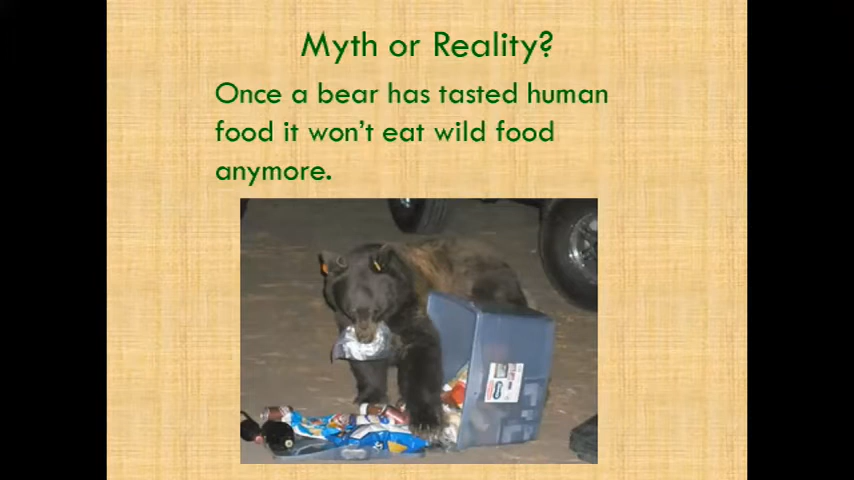 Myth or Reality?
Once a bear has tasted human
food it won't eat wild food
anymore.